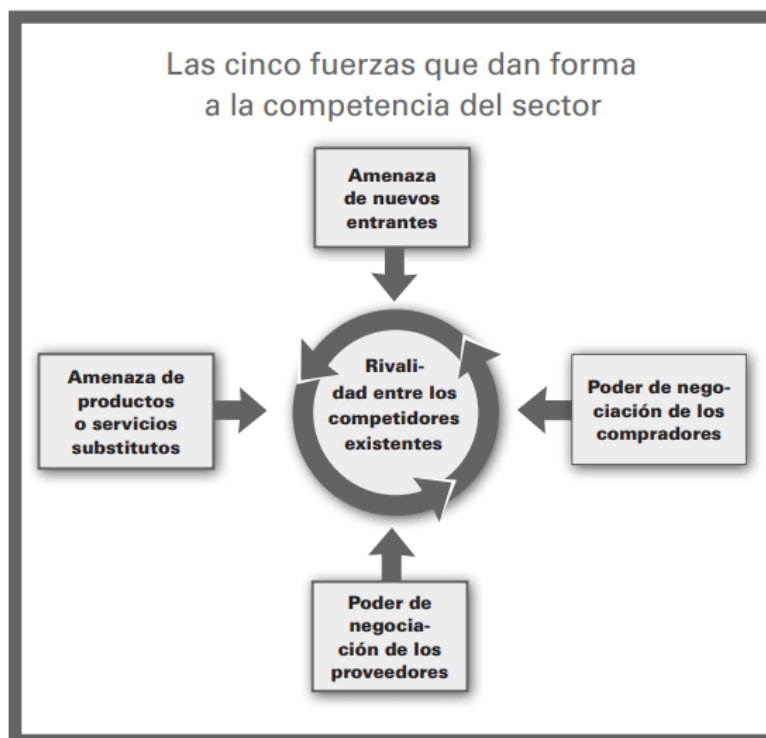 Las cinco fuerzas que dan forma
a la competencia del sector
Amenaza
de nuevos
entrantes
Amenaza de
productos
o servicios
substitutos
Rivali-
dad entre los
competidores
existentes
Poder de nego-
ciación de los
compradores
Poder de
negocia-
ción de los
proveedores